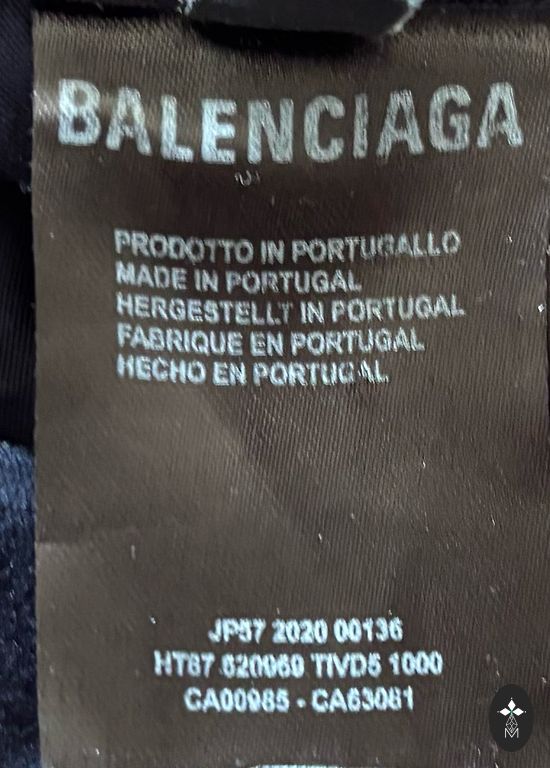 BALENCIAGA
PRODOTTO IN PORTUGALLO
MADE IN PORTUGAL
HERGESTELLT IN PORTUGAL
FABRIQUE EN PORTUGAL
HECHO EN PORTUGAL
JP57 2020 00136
HT67 620969 TIVD5 1000
CA00985 - CA63081
M